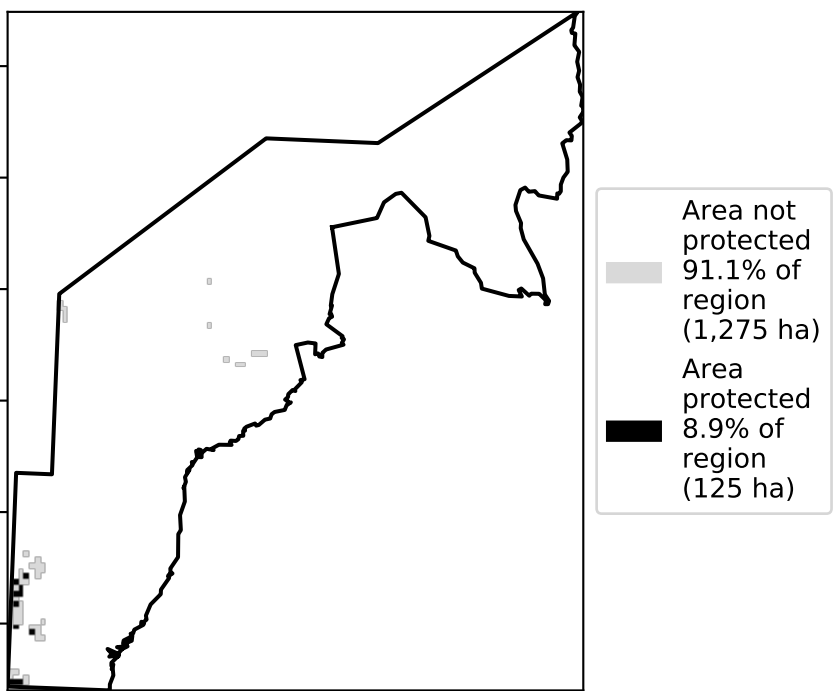 Area not
protected
91.1% of
region
(1,275 ha)
Area
protected
8.9% of
region
(125 ha)